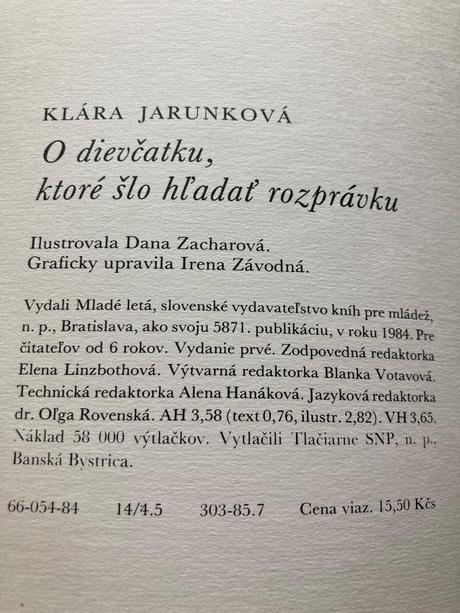 KLÁRA JARUNKOVÁ
O dievčatku,
ktoré šlo hľadať rozprávku
Ilustrovala Dana Zacharová.
Graficky upravila Irena Závodná.
Vydali Mladé letá, slovenské vydavateľstvo kníh pre mládež,
n. p., Bratislava, ako svoju 5871. publikáciu, v roku 1984. Pre
čitateľov od 6 rokov. Vydanie prvé. Zodpovedná redaktorka
Elena Linzbothová. Výtvarná redaktorka Blanka Votavová.
Technická redaktorka Alena Hanáková. Jazyková redaktorka
dr. Oľga Rovenská. AH 3,58 (text 0,76, ilustr. 2,82). VH 3,65.
Náklad 58 000 výtlačkov. Vytlačili Tlačiarne SNP, n. p.,
Banská Bystrica.
66-054-84 14/4.5 303-85.7 Cena viaz. 15,50 Kčs